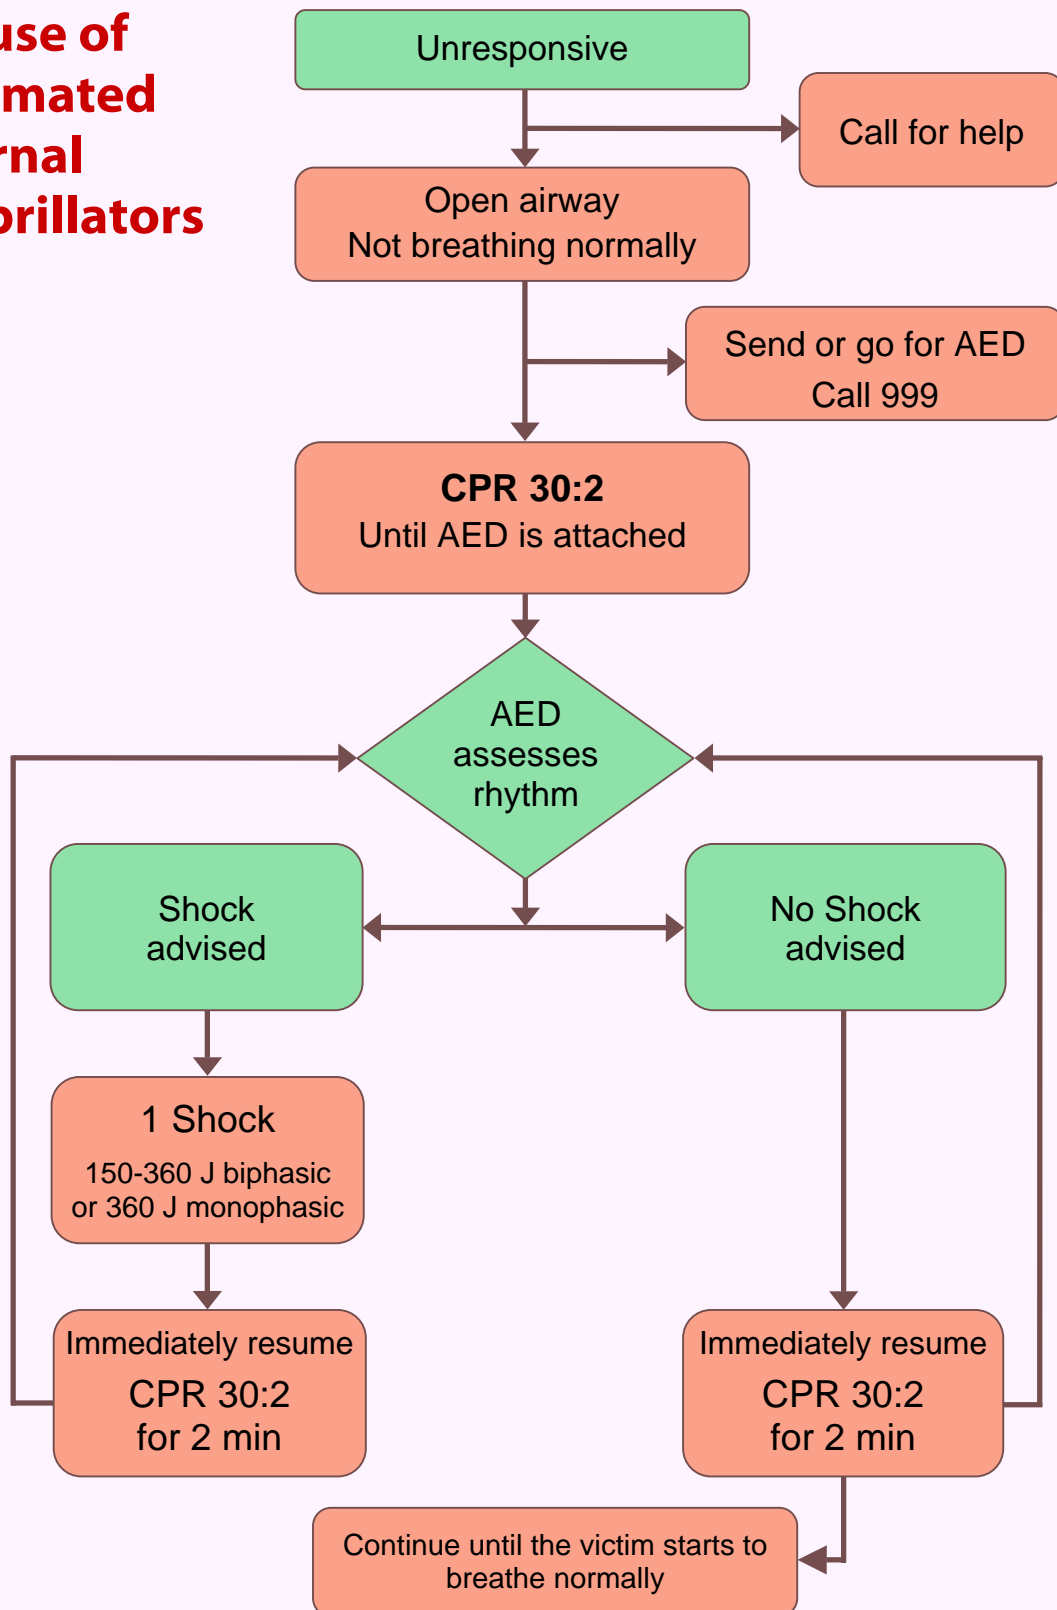 use of
mated
rnal
brillators
Unresponsive
Call for help
Open airway
Not breathing normally
Send or go for AED
Call 999
CPR 30:2
Until AED is attached
AED
assesses
rhythm
Shock
advised
No Shock
advised
1 Shock
150-360 J biphasic
or 360 J monophasic
Immediately resume
CPR 30:2
for 2 min
Immediately resume
CPR 30:2
for 2 min
Continue until the victim starts to
breathe normally